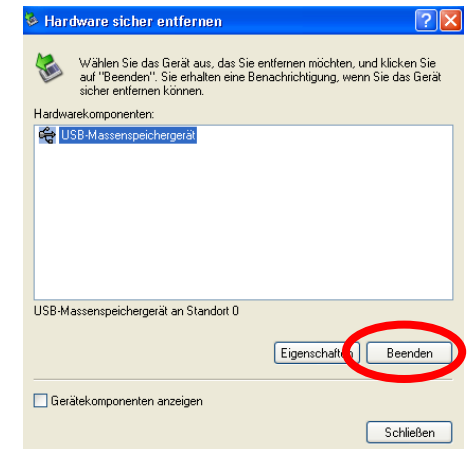 Hardware sicher entfernen
Wählen Sie das Gerät aus, das Sie entfernen möchten, und klicken Sie
auf "Beenden". Sie erhalten eine Benachrichtigung, wenn Sie das Gerät
sicher entfernen können.
Hardwarekomponenten:
USB-Massenspeichergerät
USB-Massenspeichergerät an Standort 0
Eigenschaften Beenden
Gerätekomponenten anzeigen
Schließen